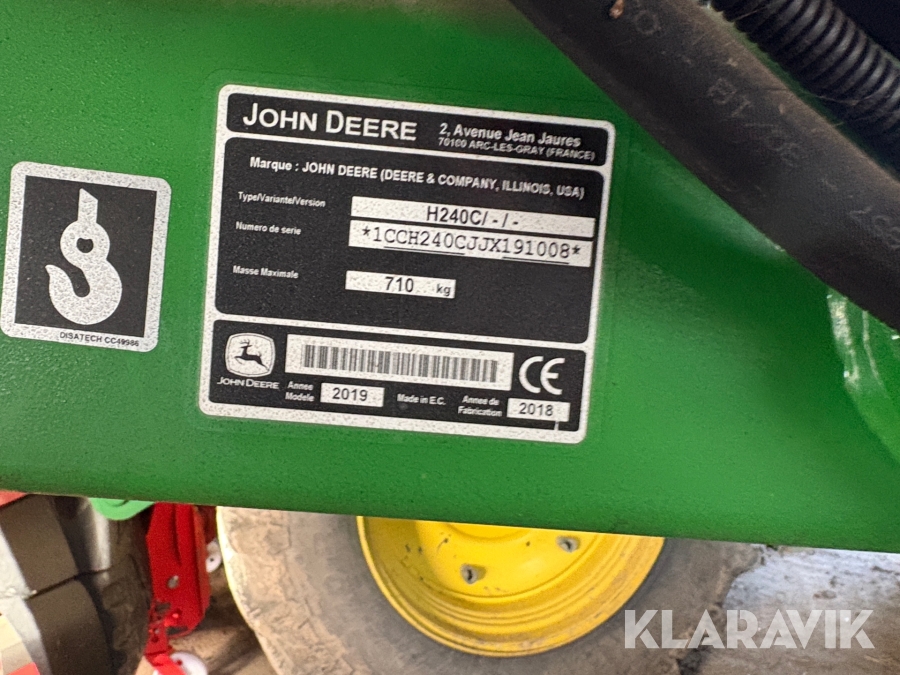 JOHN DEERE
2, Avenue Jean Jaures
70100 ARC-LES-GRAY (FRANCE)
Marque : JOHN DEERE (DEERE & COMPANY, ILLINOIS, USA)
Type/Variante/Version
H240C/ - / -
Numero de serie
*1CCH240CJJX191008*
Masse Maximale
710 kg
DISATECH CC49986
JOHN DEERE
Annee
Modele
2019
Made in E.C.
Annee de
Fabrication
2018
CE
KLARAVIK